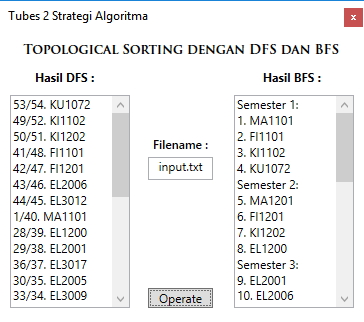 Tubes 2 Strategi Algoritma
x
TOPOLOGICAL SORTING DENGAN DFS DAN BFS
Hasil DFS :
53/54. KU1072
49/52. KI1102
50/51. KI1202
41/48. FI1101
42/47. FI1201
43/46. EL2006
44/45. EL3012
1/40. MA1101
28/39. EL1200
29/38. EL2001
36/37. EL3017
30/35. EL2005
33/34. EL3009
Filename :
input.txt
Operate
Hasil BFS :
Semester 1:
1. MA1101
2. FI1101
3. KI1102
4. KU1072
Semester 2:
5. MA1201
6. FI1201
7. KI1202
8. EL1200
Semester 3:
9. EL2001
10. EL2006